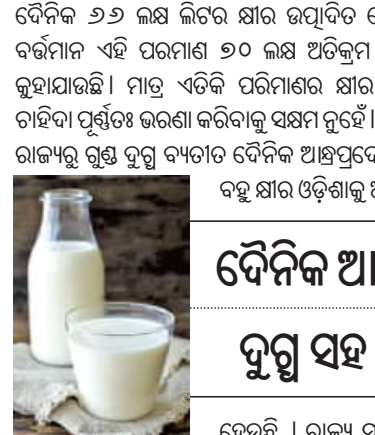 ଦୈନିକ ୬୬ ଲକ୍ଷ ଲିଟର କ୍ଷୀର ଉତ୍ପାଦିତ
ବର୍ତ୍ତମାନ ଏହି ପରମାଣ ୭୦ ଲକ୍ଷ ଅତିକ୍ରମ
କୁହାଯାଉଛି। ମାତ୍ର ଏତିକି ପରିମାଣର କ୍ଷୀର
ଚାହିଦା ପୂର୍ଣ୍ଣତଃ ଭରଣା କରିବାକୁ ସକ୍ଷମ ନୁହେଁ।
ରାଜ୍ୟରୁ ଗୁଣ୍ଡ ଦୁଗ୍ଧ ବ୍ୟତୀତ ଦୈନିକ ଆନ୍ଧ୍ରପ୍ରଦେ
ବହୁ କ୍ଷୀର ଓଡ଼ିଶାକୁ
ଦୈନିକ ଆ
ଦୁଗ୍ଧ ସହ
ହେଉଛି । ରାଜ୍ୟ